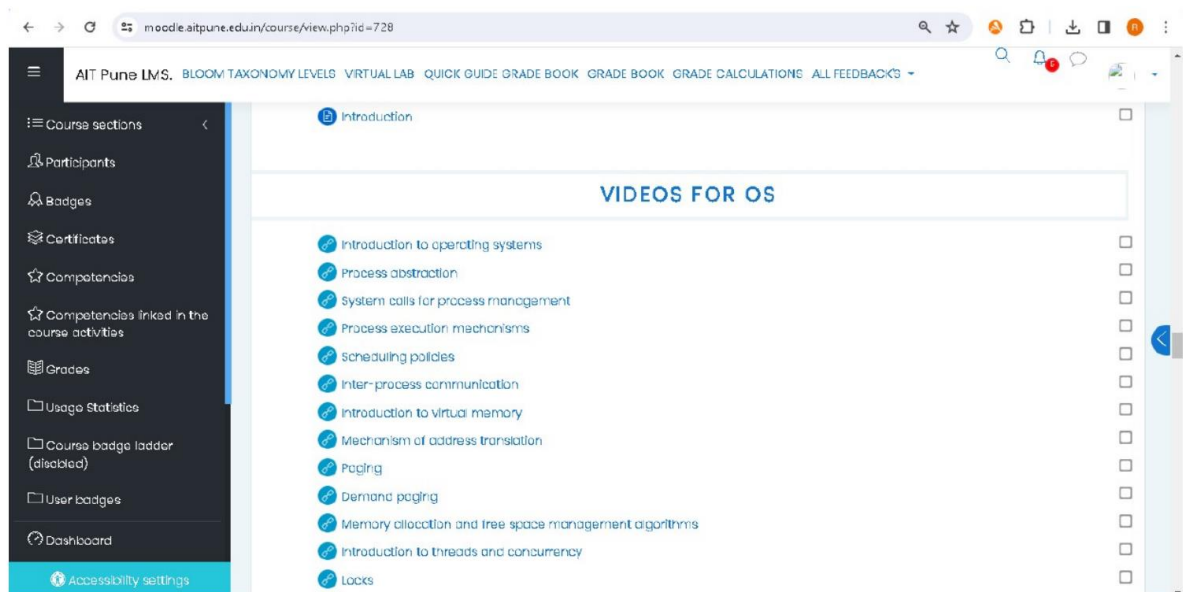 moodle.aitpune.edu.in/course/view.php?id=728
AIT Pune LMS. BLOOM TAXONOMY LEVELS VIRTUAL LAB QUICK GUIDE GRADE BOOK GRADE BOOK GRADE CALCULATIONS ALL FEEDBACK'S
Course sections
Participants
Badges
Certificates
Competencies
Competencies linked in the
course activities
Grades
Usage Statistics
Course badge ladder
(disabled)
User badges
Dashboard
Accessibility settings
Introduction
VIDEOS FOR OS
Introduction to operating systems
Process abstraction
System calls for process management
Process execution mechanisms
Scheduling policies
Inter-process communication
Introduction to virtual memory
Mechanism of address translation
Paging
Demand paging
Memory allocation and free space management algorithms
Introduction to threads and concurrency
Locks